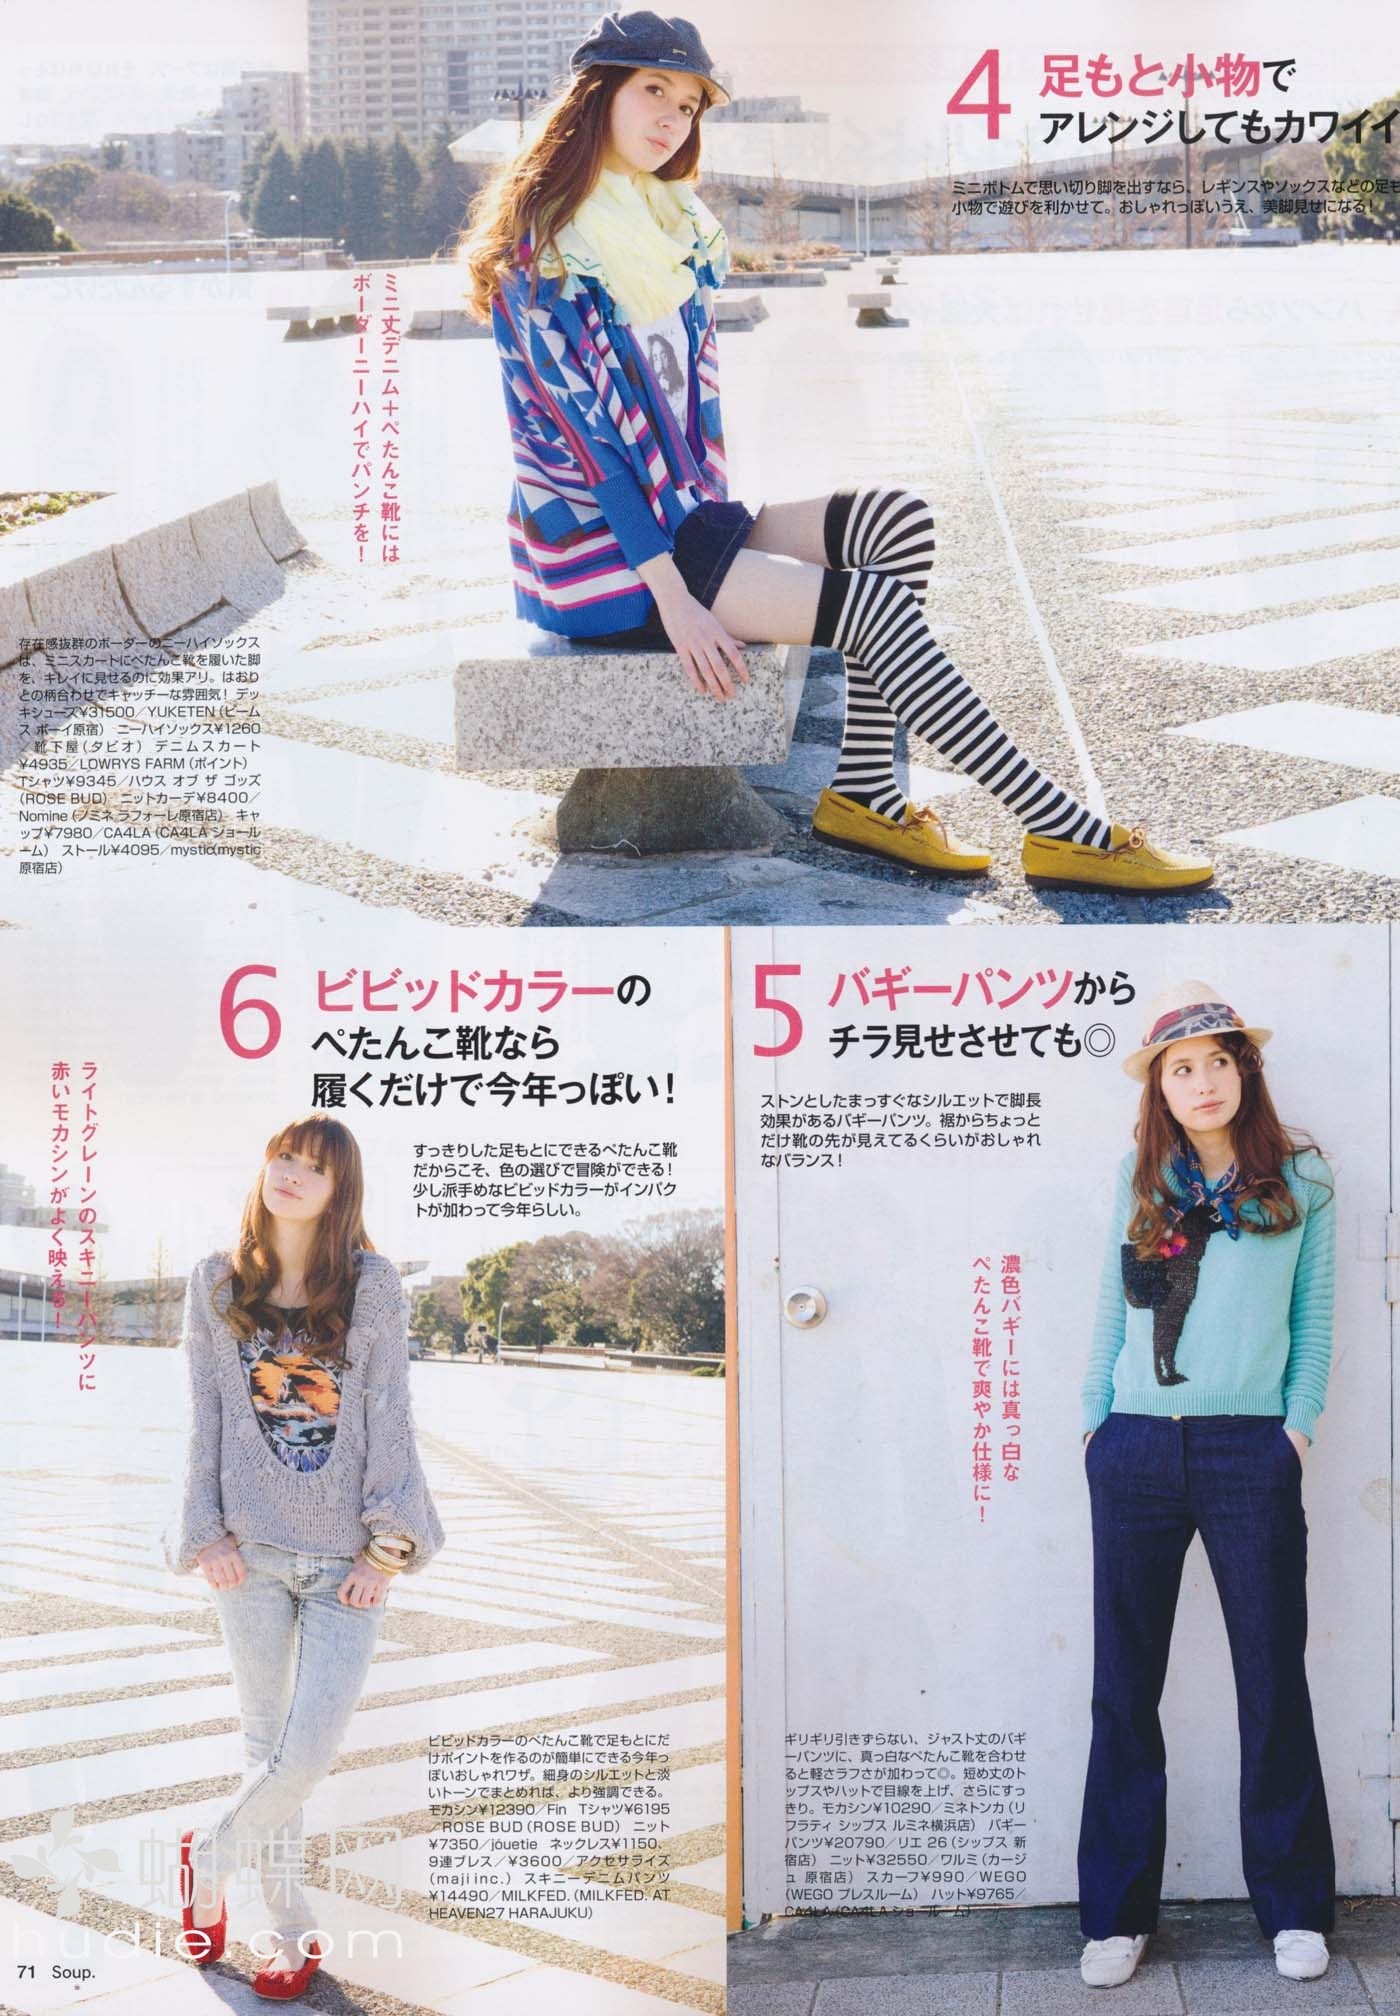 4 足もと小物で
アレンジしてもカワイイ
ミニボトムで思い切り脚を出すなら、レギンスやソックスなどの足も
小物で遊びを利かせて。おしゃれっぽいうえ、美脚見せになる！
ミニ丈デニム＋ぺたんこ靴には
ボーダーニーハイでパンチを！
存在感抜群のボーダーのニーハイソックス
は、ミニスカートにぺたんこ靴を履いた脚
を、キレイに見せるのに効果アリ。はおり
との柄合わせでキャッチーな雰囲気！ デッ
キシューズ¥31500／YUKETEN（ビーム
ス ボーイ原宿） ニーハイソックス¥1260
／靴下屋（タビオ） デニムスカート
¥4935／LOWRYS FARM（ポイント）
Tシャツ¥9345／ハウス オブ ザ ゴッズ
（ROSE BUD） ニットカーデ¥8400／
Nomine（ノミネ ラフォーレ原宿店） キャ
ップ¥7980／CA4LA（CA4LA ショール
ーム） ストール¥4095／mystic（mystic
原宿店）
5 バギーパンツから
チラ見せさせても◎
ストンとしたまっすぐなシルエットで脚長
効果があるバギーパンツ。裾からちょっと
だけ靴の先が見えてるくらいがおしゃれ
なバランス！
濃色バギーには真っ白な
ぺたんこ靴で爽やか仕様に！
ギリギリ引きずらない、ジャスト丈のバギ
ーパンツに、真っ白なぺたんこ靴を合わせ
ると軽さラフさが加わって◎。短め丈のト
ップスやハットで目線を上げ、さらにすっ
きり。モカシン¥10290／ミネトンカ（リ
フラティ シップス ルミネ横浜店） バギー
パンツ¥20790／リエ 26（シップス 新
宿店） ニット¥32550／ワルミ（カージ
ュ 原宿店） スカーフ¥990／WEGO
（WEGO プレスルーム） ハット¥9765／
CA4LA（CA4LA ショールーム）
6 ビビッドカラーの
ぺたんこ靴なら
履くだけで今年っぽい！
すっきりした足もとにできるぺたんこ靴
だからこそ、色の選びで冒険ができる！
少し派手めなビビッドカラーがインパク
トが加わって今年らしい。
ライトグレーンのスキニーパンツに
赤いモカシンがよく映える！
ビビッドカラーのぺたんこ靴で足もとにだ
けポイントを作るのが簡単にできる今年っ
ぽいおしゃれワザ。細身のシルエットと淡
いトーンでまとめれば、より強調できる。
モカシン¥12390／Fin Tシャツ¥6195
／ROSE BUD（ROSE BUD） ニット
¥7350／jóuetie ネックレス¥1150、
9連ブレス／¥3600／アクセサライズ
（maji inc.） スキニーデニムパンツ
¥14490／MILKFED.（MILKFED. AT
HEAVEN27 HARAJUKU）
蝴蝶网
hudie.com
71 Soup.